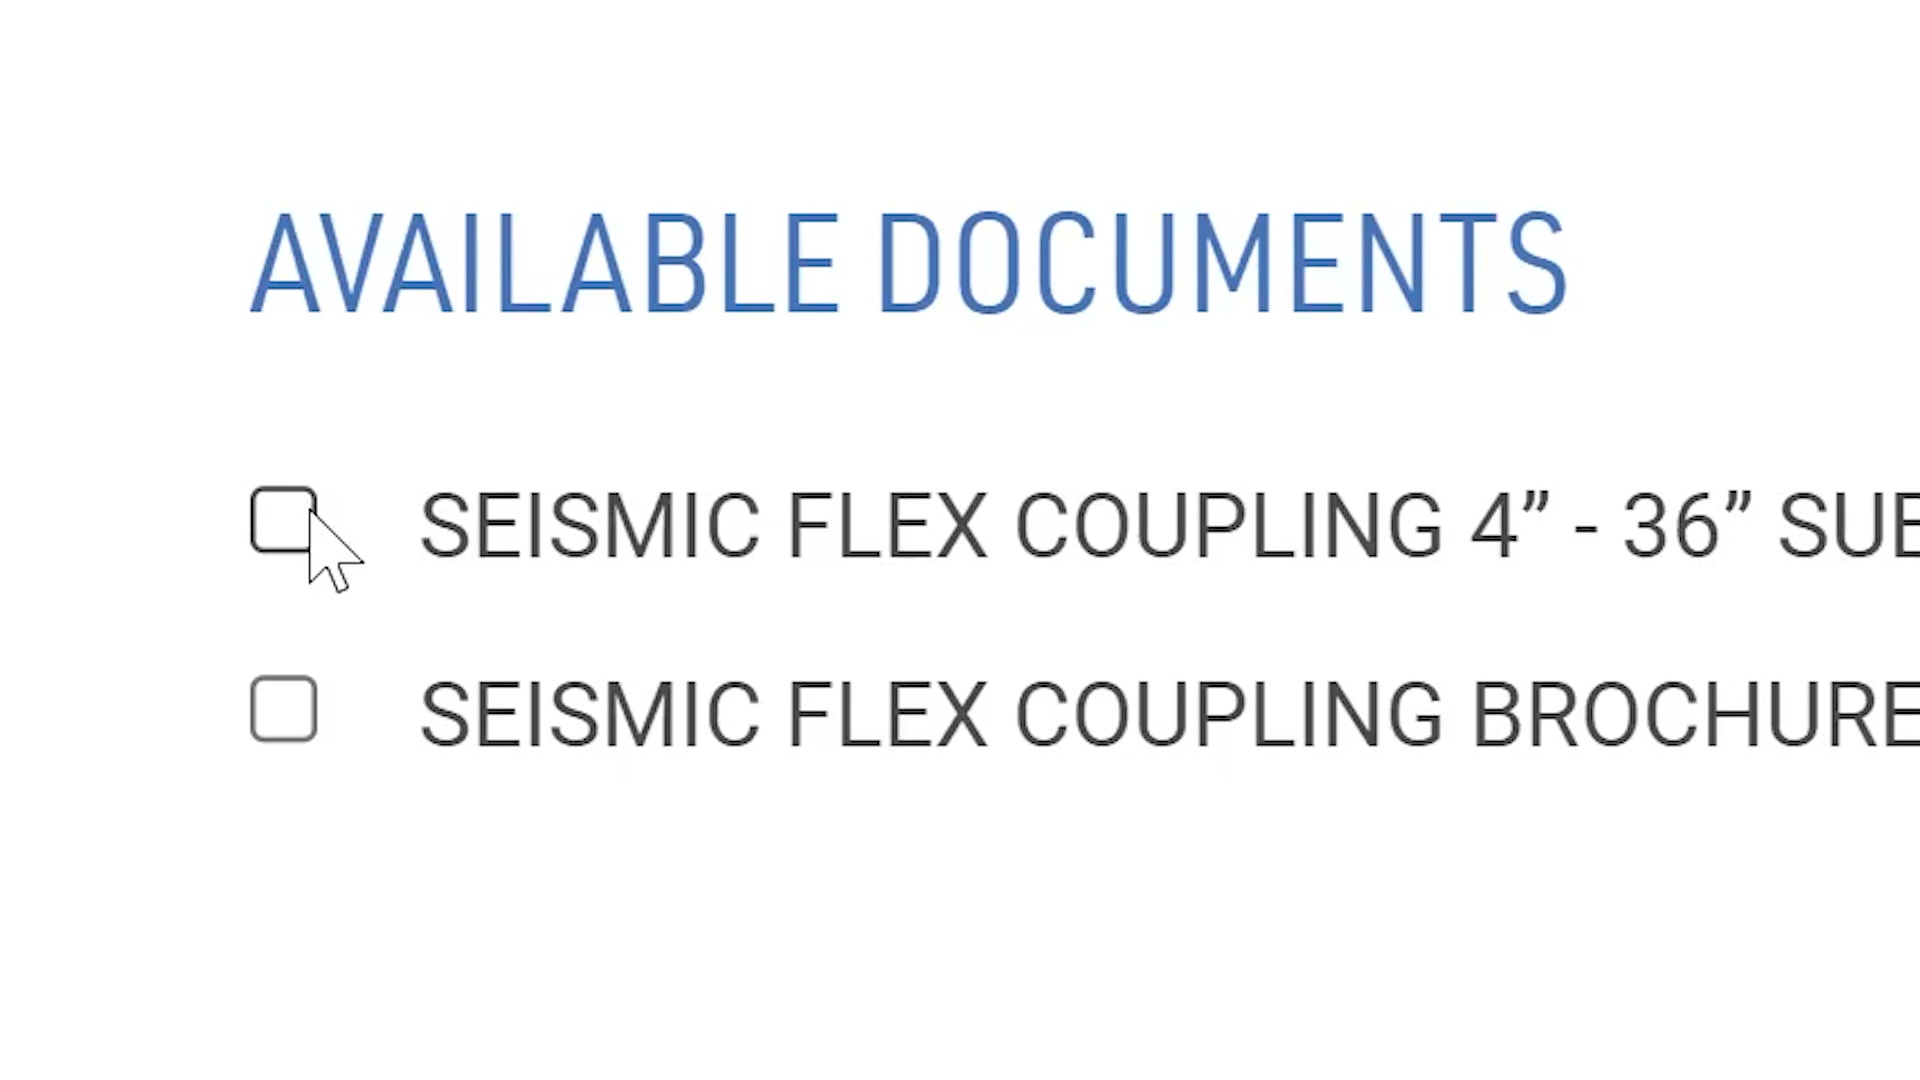 AVAILABLE DOCUMENTS
SEISMIC FLEX COUPLING 4” - 36”
SEISMIC FLEX COUPLING BROCHURE